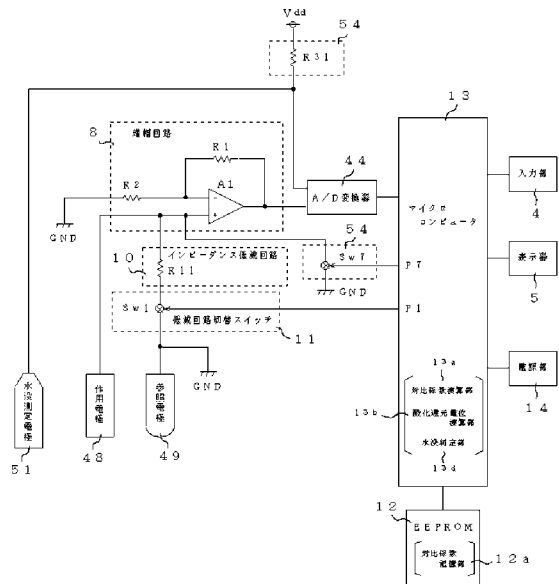 Vdd
54
R31
13
8
増幅回路
R1
44
R2
A1
A/D変換器
入力部
4
マイクロ
コンピュータ
GND
54
10
インピーダンス低減回路
Sw7
P7
表示器
5
R11
GND
Sw1
P1
低減回路切替スイッチ
11
GND
13a
電源部
14
水没測定電極
51
作用電極
48
参照電極
49
対比係数演算部
13b
酸化還元電位
演算部
水没判定部
13d
12
EEPROM
対比係数
記憶部
12a